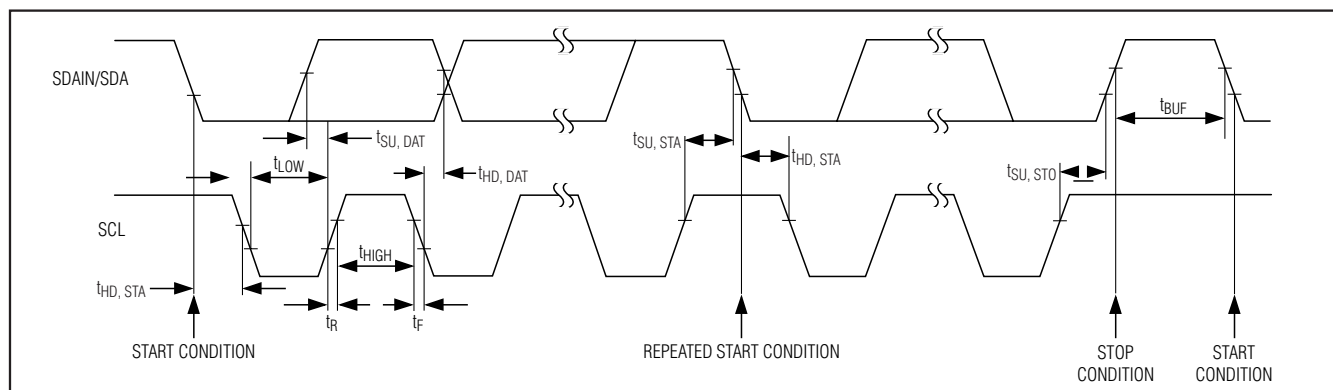 SDAIN/SDA
tBUF
tSU, DAT
tSU, STA
tLOW
tHD, DAT
tHD, STA
tSU, STO
SCL
tHIGH
tHD, STA
tR
tF
START CONDITION
REPEATED START CONDITION
STOP
CONDITION
START
CONDITION